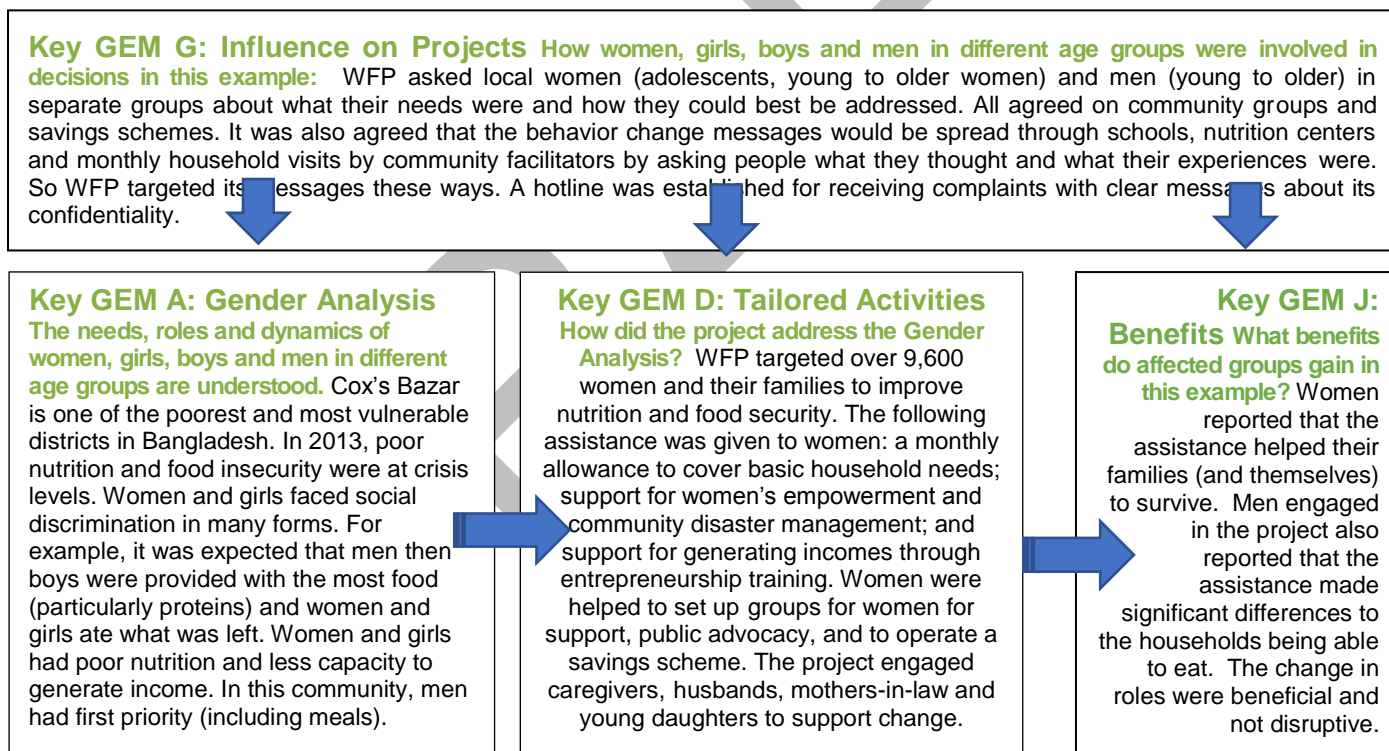 Key GEM G: Influence on Projects How women, girls, boys and men in different age groups were involved in
decisions in this example: WFP asked local women (adolescents, young to older women) and men (young to older) in
separate groups about what their needs were and how they could best be addressed. All agreed on community groups and
savings schemes. It was also agreed that the behavior change messages would be spread through schools, nutrition centers
and monthly household visits by community facilitators by asking people what they thought and what their experiences were.
So WFP targeted its messages these ways. A hotline was established for receiving complaints with clear messages about its
confidentiality.
Key GEM A: Gender Analysis
The needs, roles and dynamics of
women, girls, boys and men in different
age groups are understood. Cox's Bazar
is one of the poorest and most vulnerable
districts in Bangladesh. In 2013, poor
nutrition and food insecurity were at crisis
levels. Women and girls faced social
discrimination in many forms. For
example, it was expected that men then
boys were provided with the most food
(particularly proteins) and women and
girls ate what was left. Women and girls
had poor nutrition and less capacity to
generate income. In this community, men
had first priority (including meals).
Key GEM D: Tailored Activities
How did the project address the Gender
Analysis? WFP targeted over 9,600
women and their families to improve
nutrition and food security. The following
assistance was given to women: a monthly
allowance to cover basic household needs;
support for women's empowerment and
community disaster management; and
support for generating incomes through
entrepreneurship training. Women were
helped to set up groups for women for
support, public advocacy, and to operate a
savings scheme. The project engaged
caregivers, husbands, mothers-in-law and
young daughters to support change.
Key GEM J:
Benefits What benefits
do affected groups gain in
this example? Women
reported that the
assistance helped their
families (and themselves)
to survive. Men engaged
in the project also
reported that the
assistance made
significant differences to
the households being able
to eat. The change in
roles were beneficial and
not disruptive.